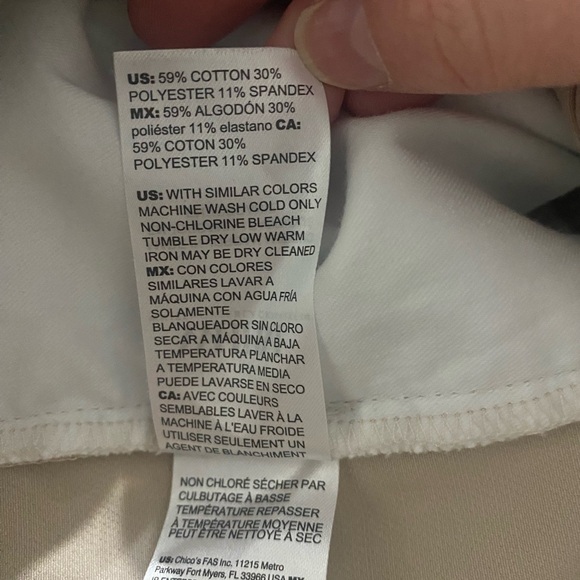 US: 59% COTTON 30%
POLYESTER 11% SPANDEX
MX: 59% ALGODÓN 30%
poliéster 11% elastano CA:
59% COTON 30%
POLYESTER 11% SPANDEX
US: WITH SIMILAR COLORS
MACHINE WASH COLD ONLY
NON-CHLORINE BLEACH
TUMBLE DRY LOW WARM
IRON MAY BE DRY CLEANED
MX: CON COLORES
SIMILARES LAVAR A
MÁQUINA CON AGUA FRÍA
SOLAMENTE
BLANQUEADOR SIN CLORO
SECAR A MÁQUINA A BAJA
TEMPERATURA PLANCHAR
A TEMPERATURA MEDIA
PUEDE LAVARSE EN SECO
CA: AVEC COULEURS
SEMBLABLES LAVER À LA
MACHINE À L'EAU FROIDE
UTILISER SEULEMENT UN
AGENT DE BLANCHIMENT
NON CHLORÉ SÉCHER PAR
CULBUTAGE À BASSE
TEMPÉRATURE REPASSER
À TEMPÉRATURE MOYENNE
PEUT ÊTRE NETTOYÉ À SEC
US: Chico's FAS Inc. 11215 Metro
Parkway Fort Myers, FL 33966 USA MX